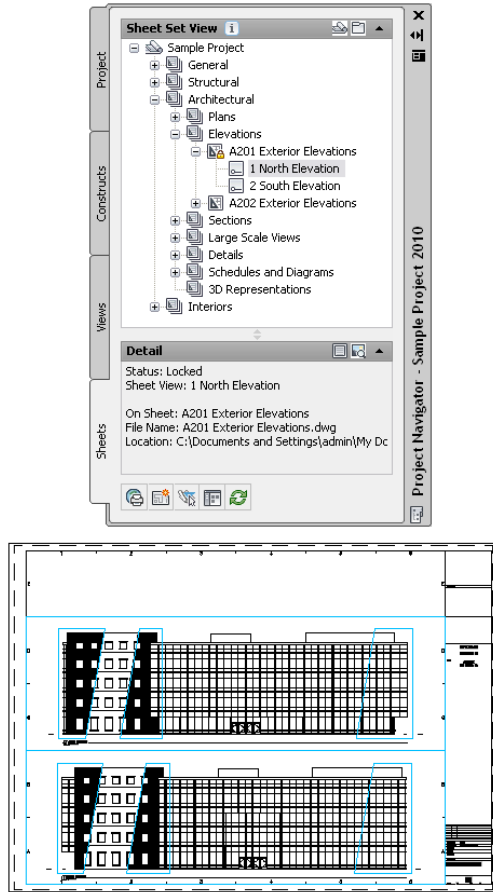 Sheet Set View
Sample Project
General
Structural
Architectural
Plans
Elevations
A201 Exterior Elevations
1 North Elevation
2 South Elevation
A202 Exterior Elevations
Sections
Large Scale Views
Details
Schedules and Diagrams
3D Representations
Interiors
Detail
Status: Locked
Sheet View: 1 North Elevation
On Sheet: A201 Exterior Elevations
File Name: A201 Exterior Elevations.dwg
Location: C:\Documents and Settings\admin\My Dc
Project
Constructs
Views
Sheets
Project Navigator - Sample Project 2010